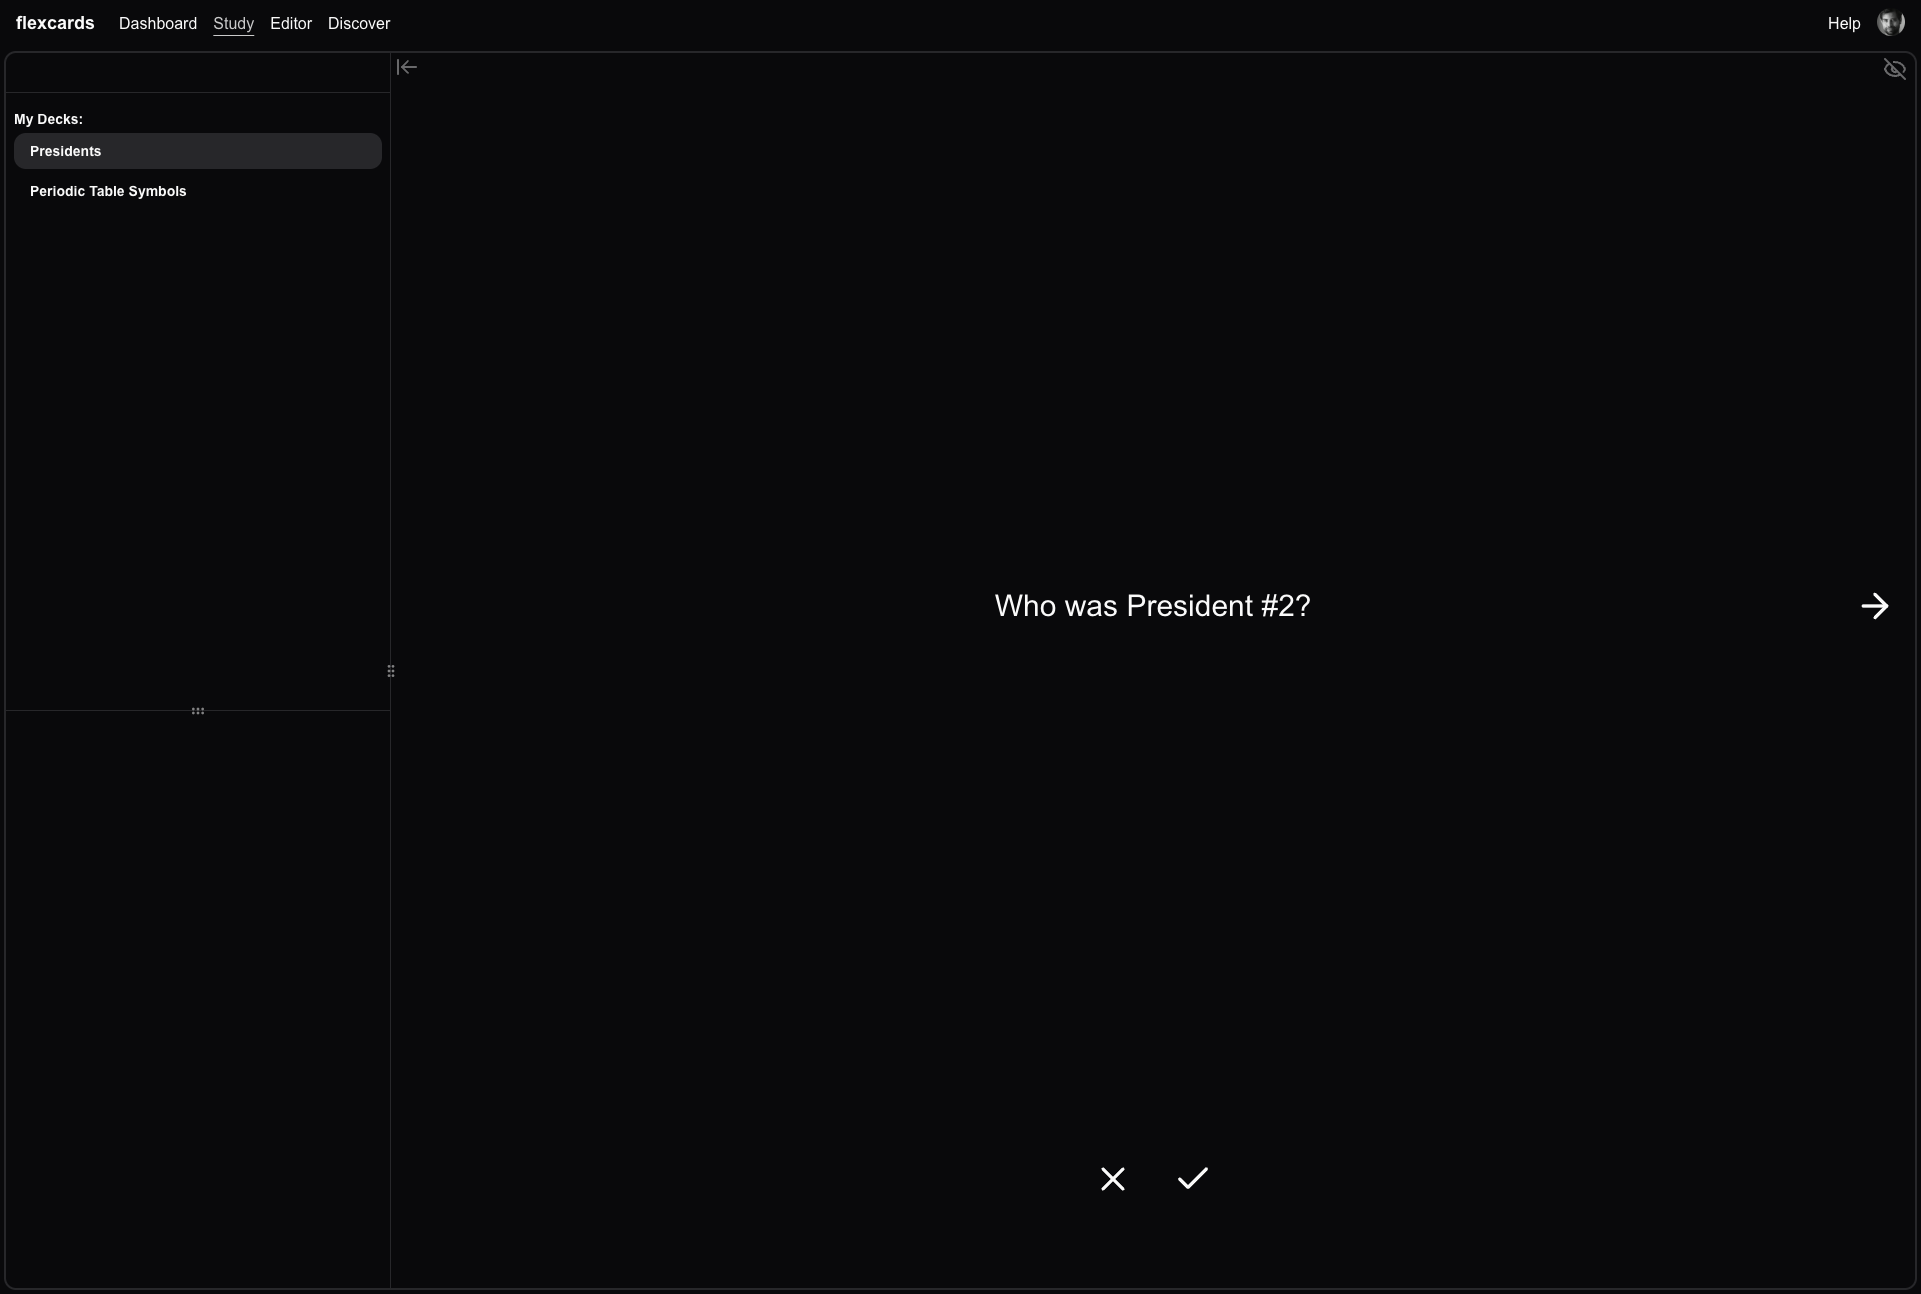 flexcards Dashboard Study Editor Discover Help
My Decks:
Presidents
Periodic Table Symbols
Who was President #2?